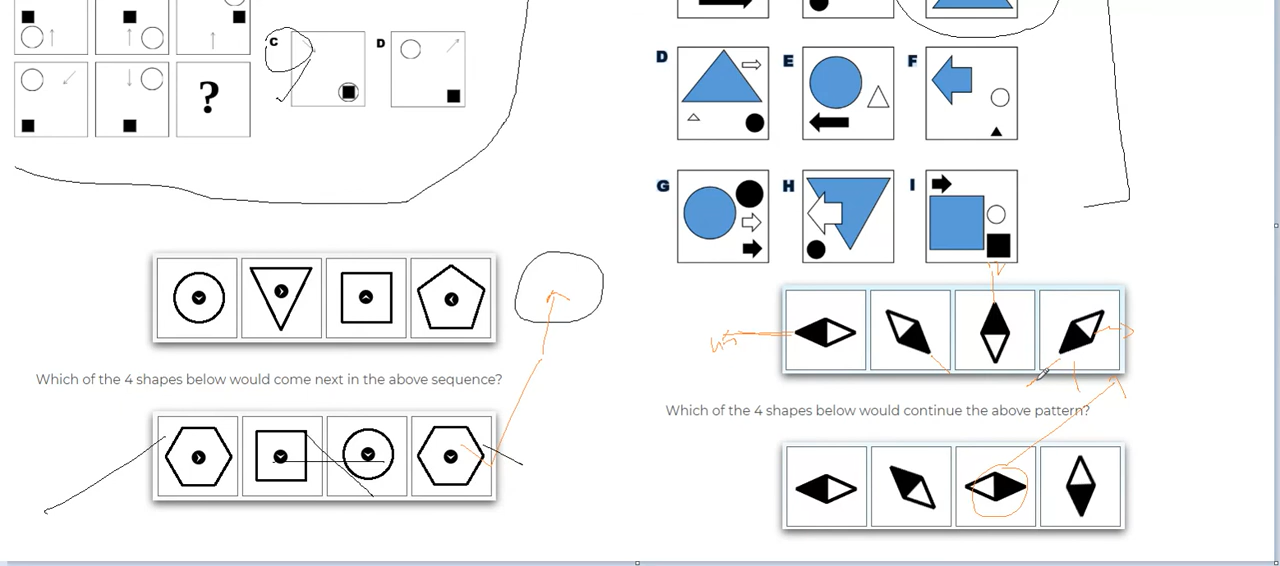 C
D
?
D
E
F
G
H
I
Which of the 4 shapes below would come next in the above sequence?
Which of the 4 shapes below would continue the above pattern?